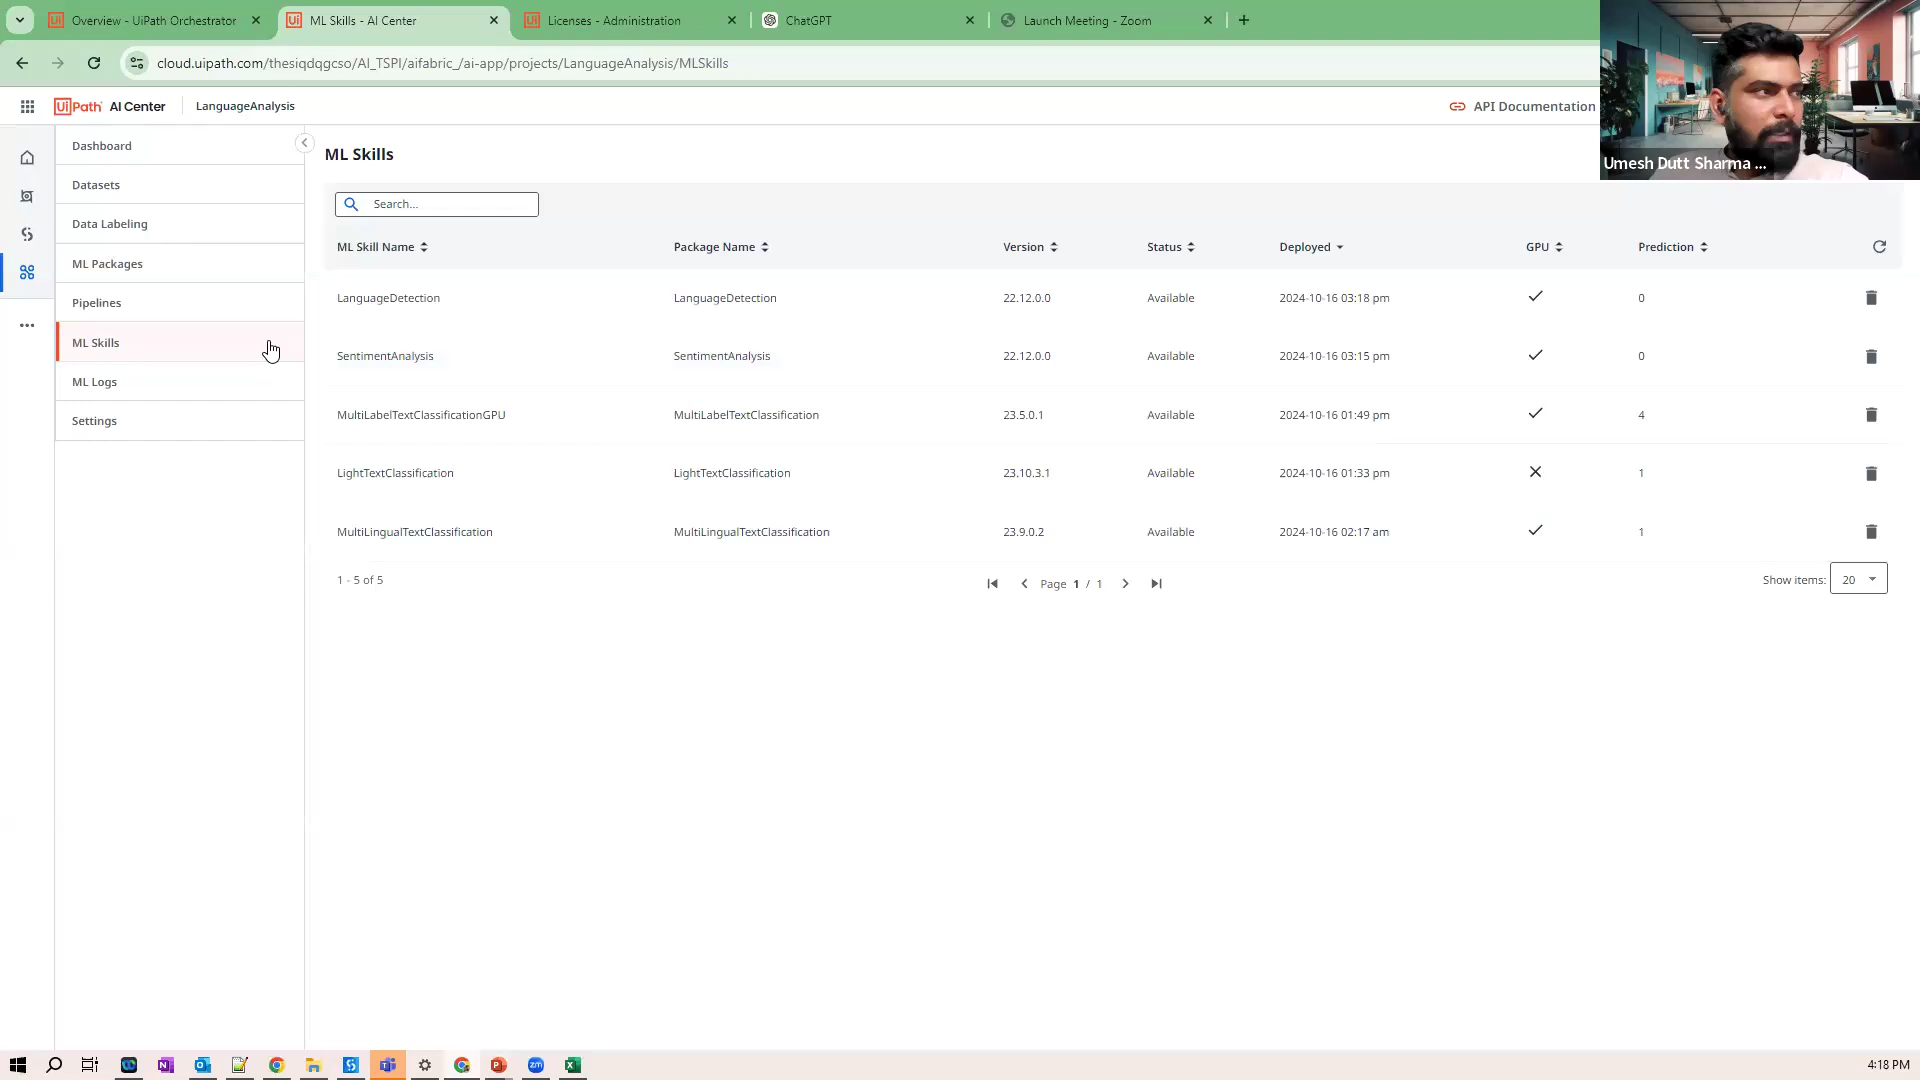 Overview - UiPath Orchestrator
ML Skills - AI Center
Licenses - Administration
ChatGPT
Launch Meeting - Zoom
cloud.uipath.com/thesiqdqgcso/AI_TSPI/aifabric_/ai-app/projects/LanguageAnalysis/MLSkills
UiPath AI Center LanguageAnalysis
API Documentation
Umesh Dutt Sharma ...
Dashboard
Datasets
Data Labeling
ML Packages
Pipelines
ML Skills
ML Logs
Settings
ML Skills
Search...
ML Skill Name Package Name Version Status Deployed GPU Prediction
LanguageDetection LanguageDetection 22.12.0.0 Available 2024-10-16 03:18 pm 0
SentimentAnalysis SentimentAnalysis 22.12.0.0 Available 2024-10-16 03:15 pm 0
MultiLabelTextClassificationGPU MultiLabelTextClassification 23.5.0.1 Available 2024-10-16 01:49 pm 4
LightTextClassification LightTextClassification 23.10.3.1 Available 2024-10-16 01:33 pm 1
MultiLingualTextClassification MultiLingualTextClassification 23.9.0.2 Available 2024-10-16 02:17 am 1
1 - 5 of 5 Page 1 / 1 Show items: 20
4:18 PM